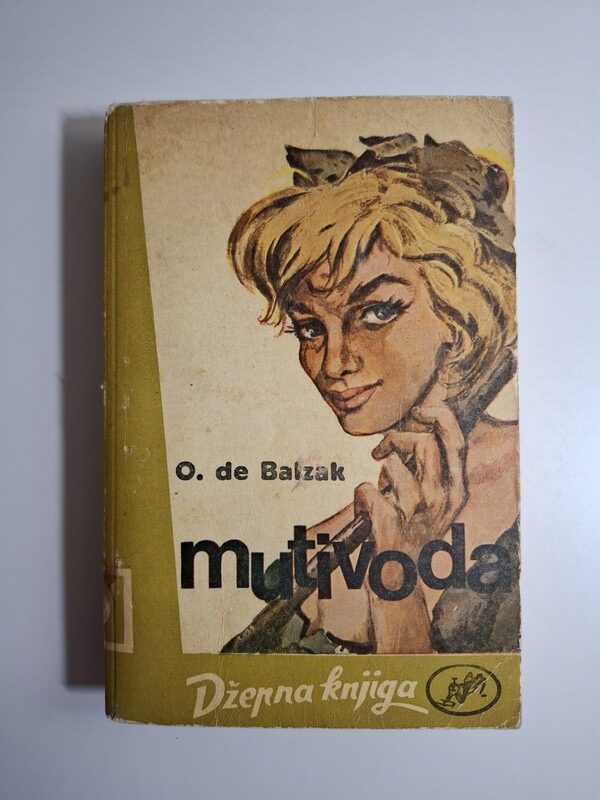 O. de Balzak
mutivoda
Džepna knjiga